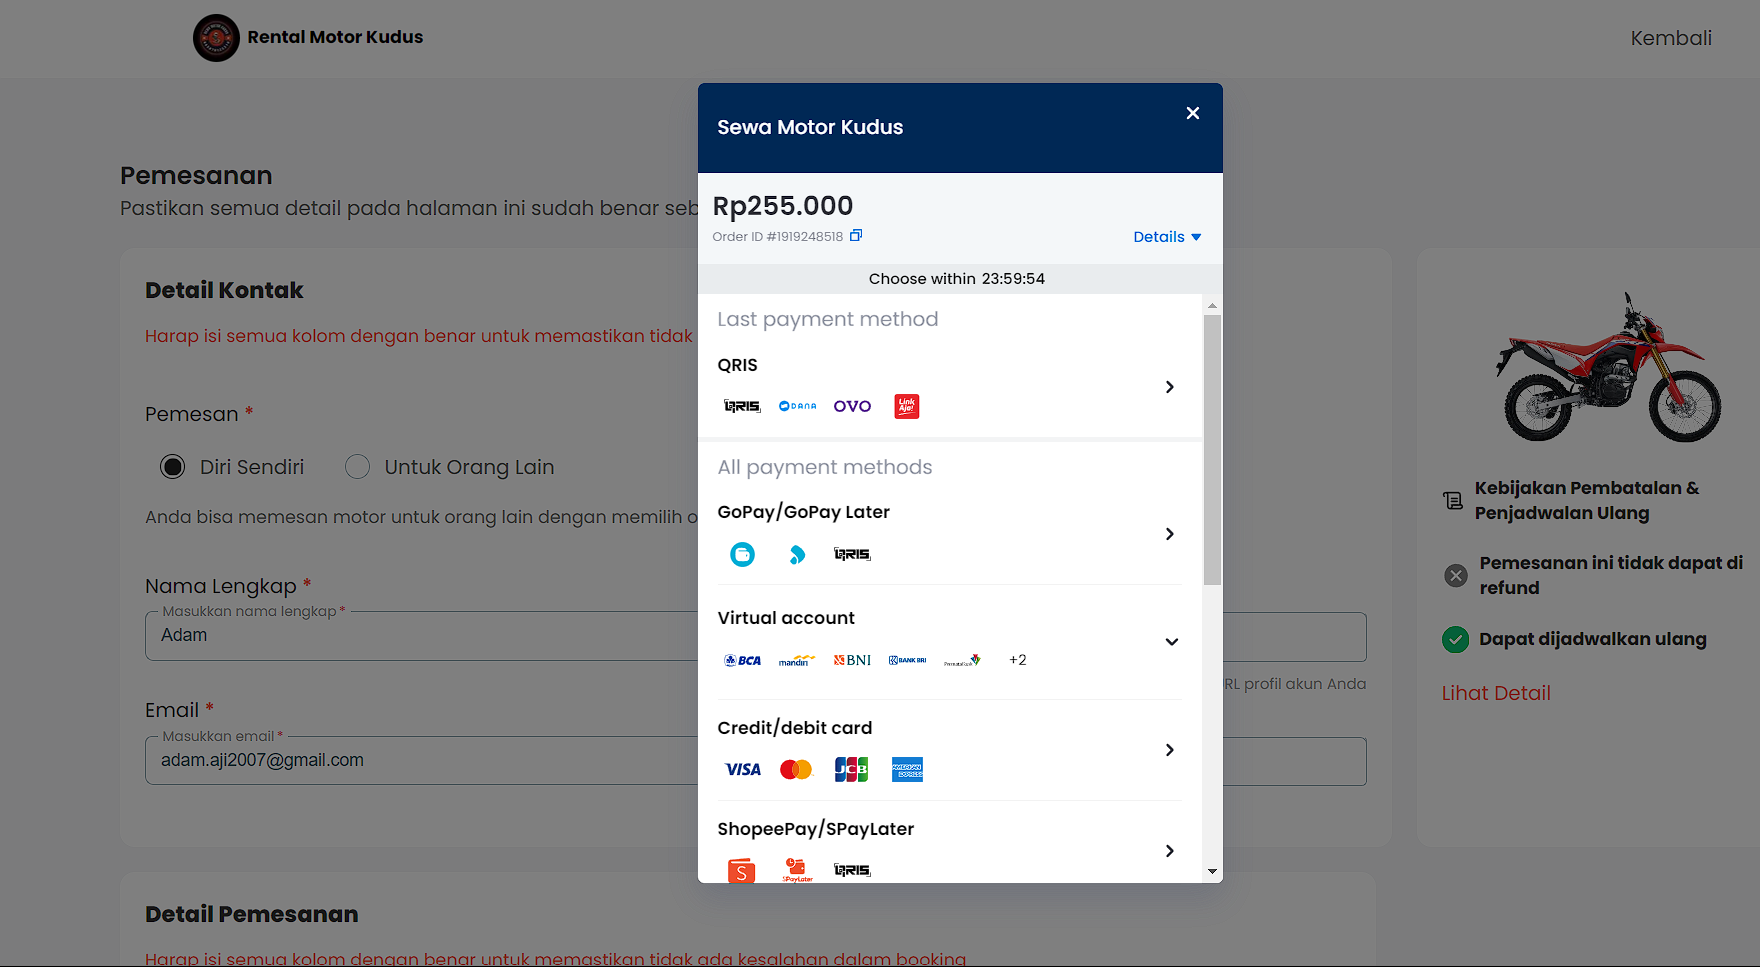 Rental Motor Kudus
Kembali
Pemesanan
Pastikan semua detail pada halaman ini sudah benar seb
Detail Kontak
Harap isi semua kolom dengan benar untuk memastikan tidak
Pemesan *
Diri Sendiri
Untuk Orang Lain
Anda bisa memesan motor untuk orang lain dengan memilih o
Nama Lengkap *
Masukkan nama lengkap *
Adam
RL profil akun Anda
Email *
Masukkan email *
adam.aji2007@gmail.com
Detail Pemesanan
Harap isi semua kolom dengan benar untuk memastikan tidak ada kesalahan dalam booking
Sewa Motor Kudus
Rp255.000
Order ID #1919248518
Details
Choose within 23:59:54
Last payment method
QRIS
QRIS DANA OVO Link Aja!
All payment methods
GoPay/GoPay Later
QRIS
Virtual account
BCA mandiri BNI BANK BRI PermataBank +2
Credit/debit card
VISA JCB AMERICAN EXPRESS
ShopeePay/SPayLater
S SPayLater QRIS
Kebijakan Pembatalan &
Penjadwalan Ulang
Pemesanan ini tidak dapat di
refund
Dapat dijadwalkan ulang
Lihat Detail